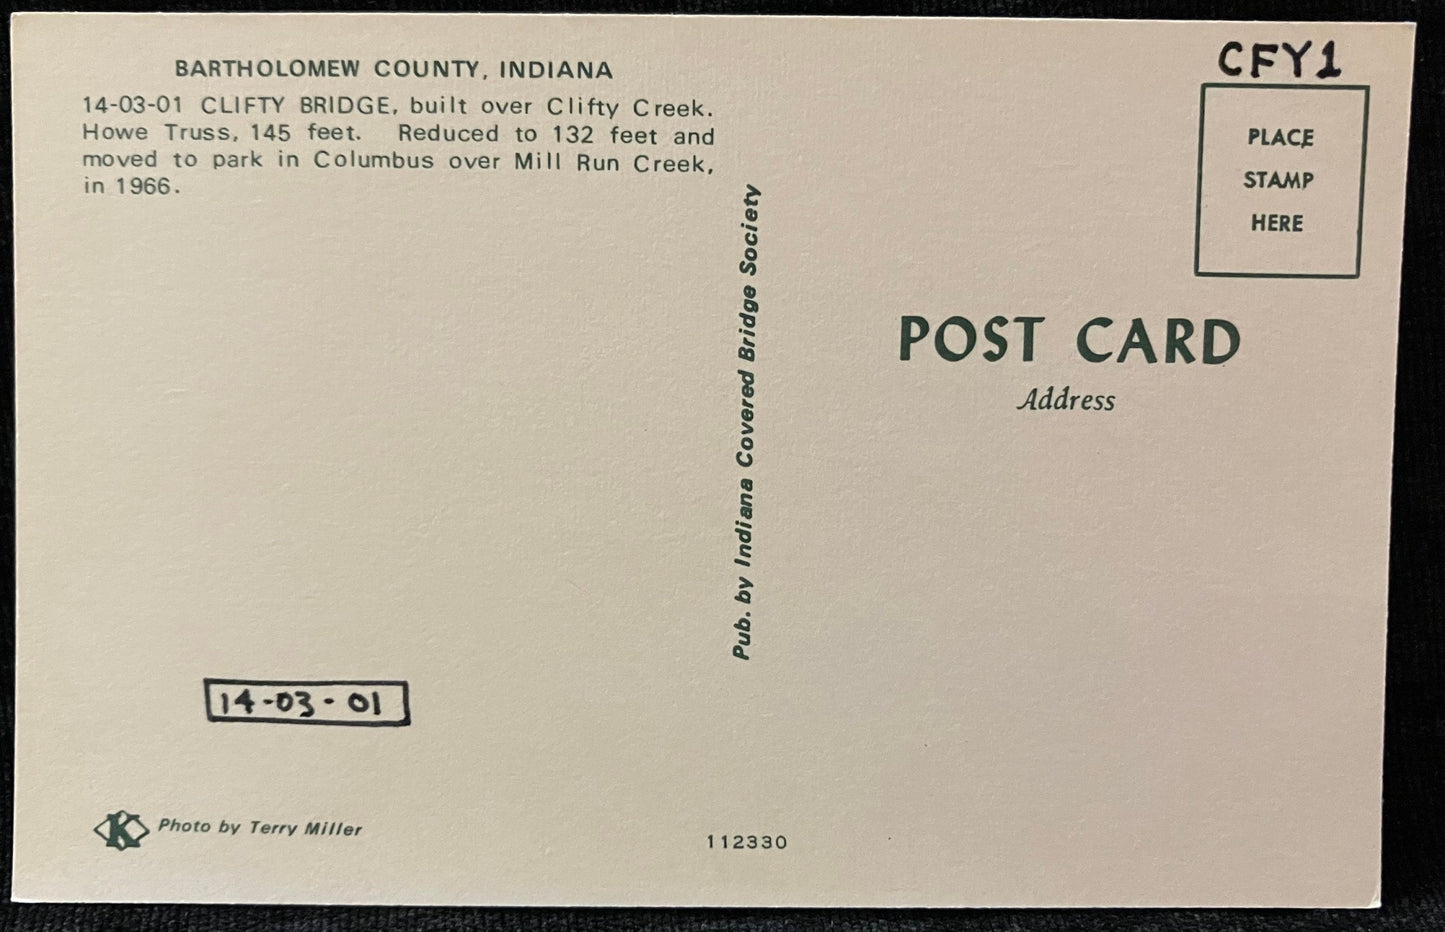 BARTHOLOMEW COUNTY, INDIANA
14-03-01 CLIFTY BRIDGE, built over Clifty Creek.
Howe Truss, 145 feet. Reduced to 132 feet and
moved to park in Columbus over Mill Run Creek,
in 1966.
14-03-01
K
Photo by Terry Miller
Pub. by Indiana Covered Bridge Society
112330
CFY1
PLACE
STAMP
HERE
POST CARD
Address